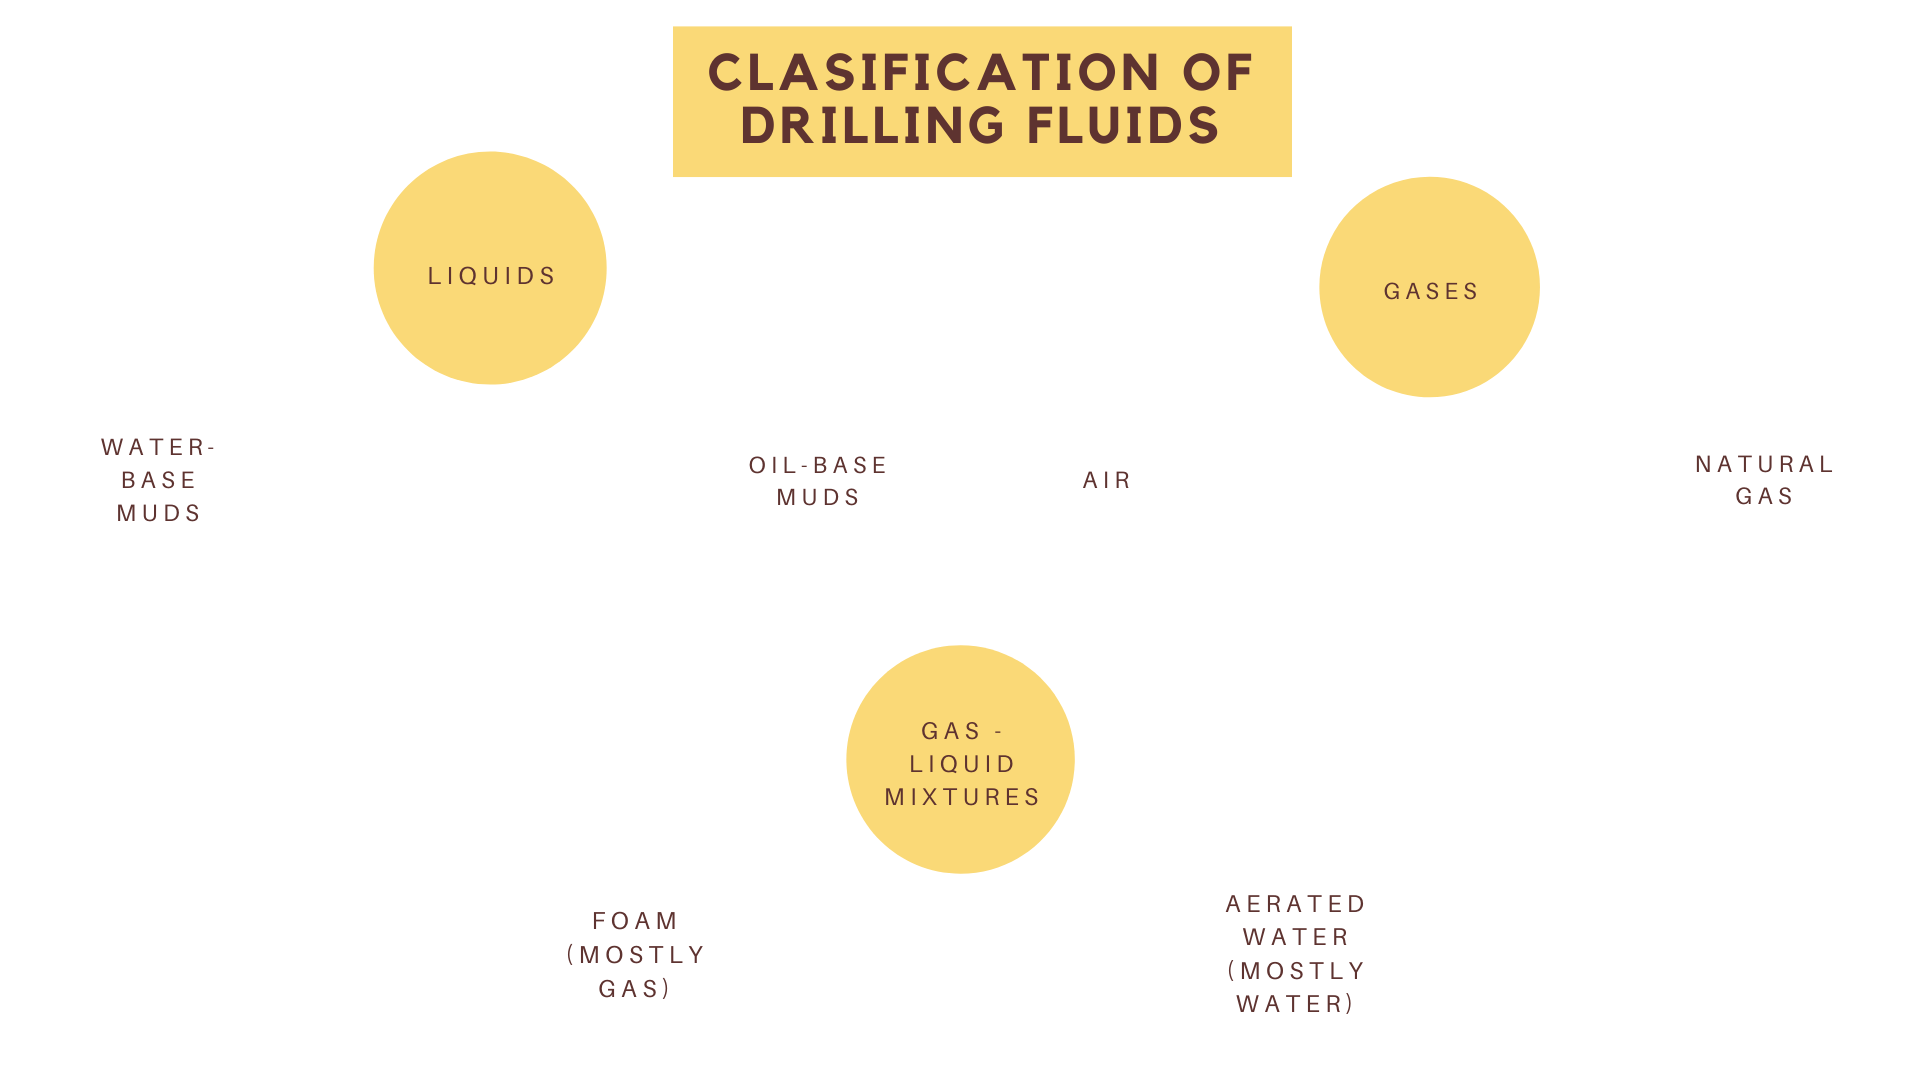 CLASIFICATION OF
DRILLING FLUIDS
LIQUIDS
GASES
WATER-
BASE
MUDS
OIL-BASE
MUDS
AIR
NATURAL
GAS
GAS -
LIQUID
MIXTURES
FOAM
(MOSTLY
GAS)
AERATED
WATER
(MOSTLY
WATER)